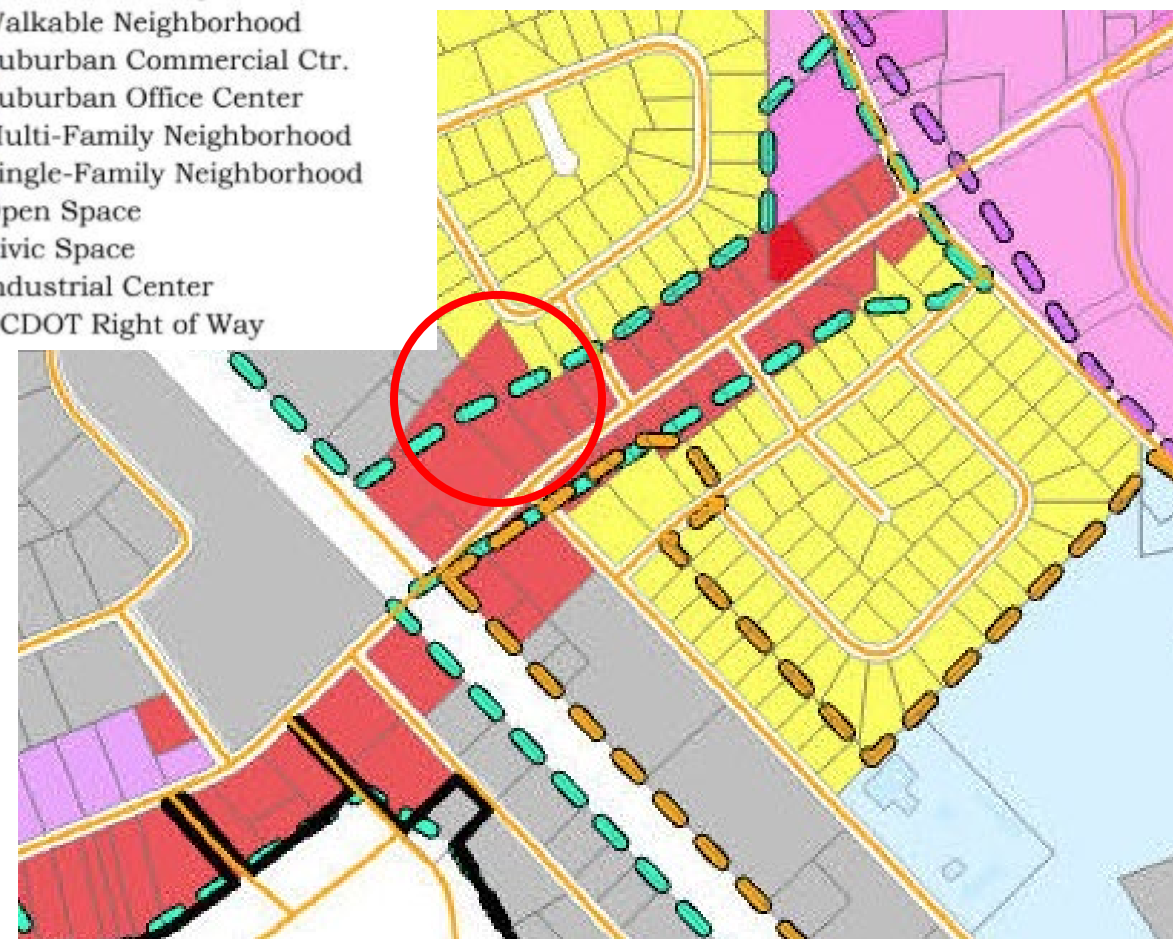 alkable Neighborhood
uburban Commercial Ctr.
uburban Office Center
ulti-Family Neighborhood
ingle-Family Neighborhood
pen Space
ivic Space
ndustrial Center
CDOT Right of Way